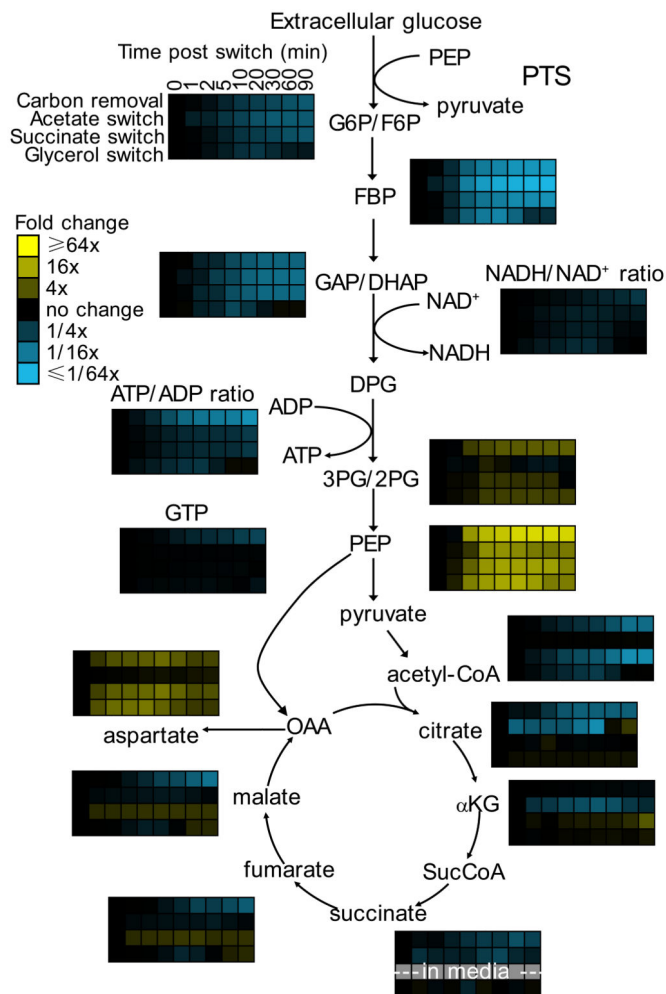 Extracellular glucose
Time post switch (min)
0 1 2 5 10 20 30 60 90
PEP
PTS
Carbon removal
Acetate switch
Succinate switch
Glycerol switch
pyruvate
G6P/F6P
FBP
Fold change
≥64x
16x
4x
no change
1/4x
1/16x
≤1/64x
GAP/DHAP
NADH/NAD⁺ ratio
NAD⁺
NADH
DPG
ATP/ADP ratio
ADP
ATP
3PG/2PG
GTP
PEP
pyruvate
acetyl-CoA
OAA
aspartate
citrate
malate
αKG
fumarate
SucCoA
succinate
---in media---